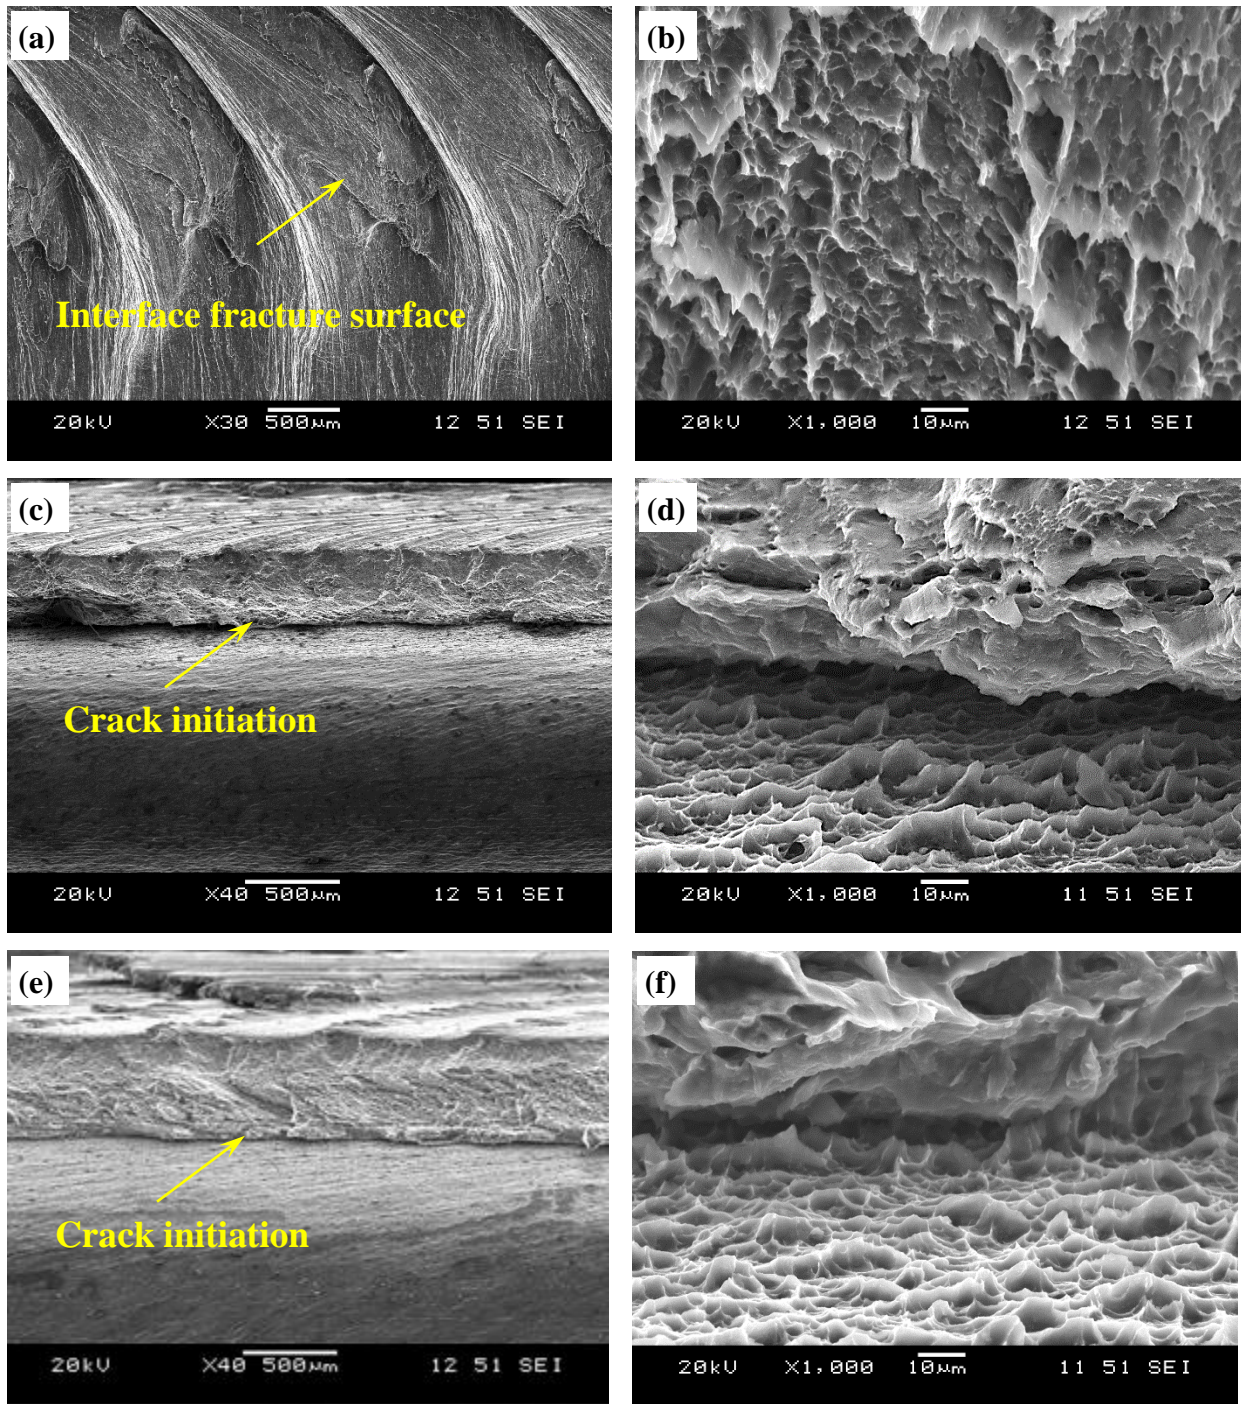 (a)
Interface fracture surface
20kV X30 500μm 12 51 SEI
(b)
20kV X1,000 10μm 12 51 SEI
(c)
Crack initiation
20kV X40 500μm 12 51 SEI
(d)
20kV X1,000 10μm 11 51 SEI
(e)
Crack initiation
20kV X40 500μm 12 51 SEI
(f)
20kV X1,000 10μm 11 51 SEI